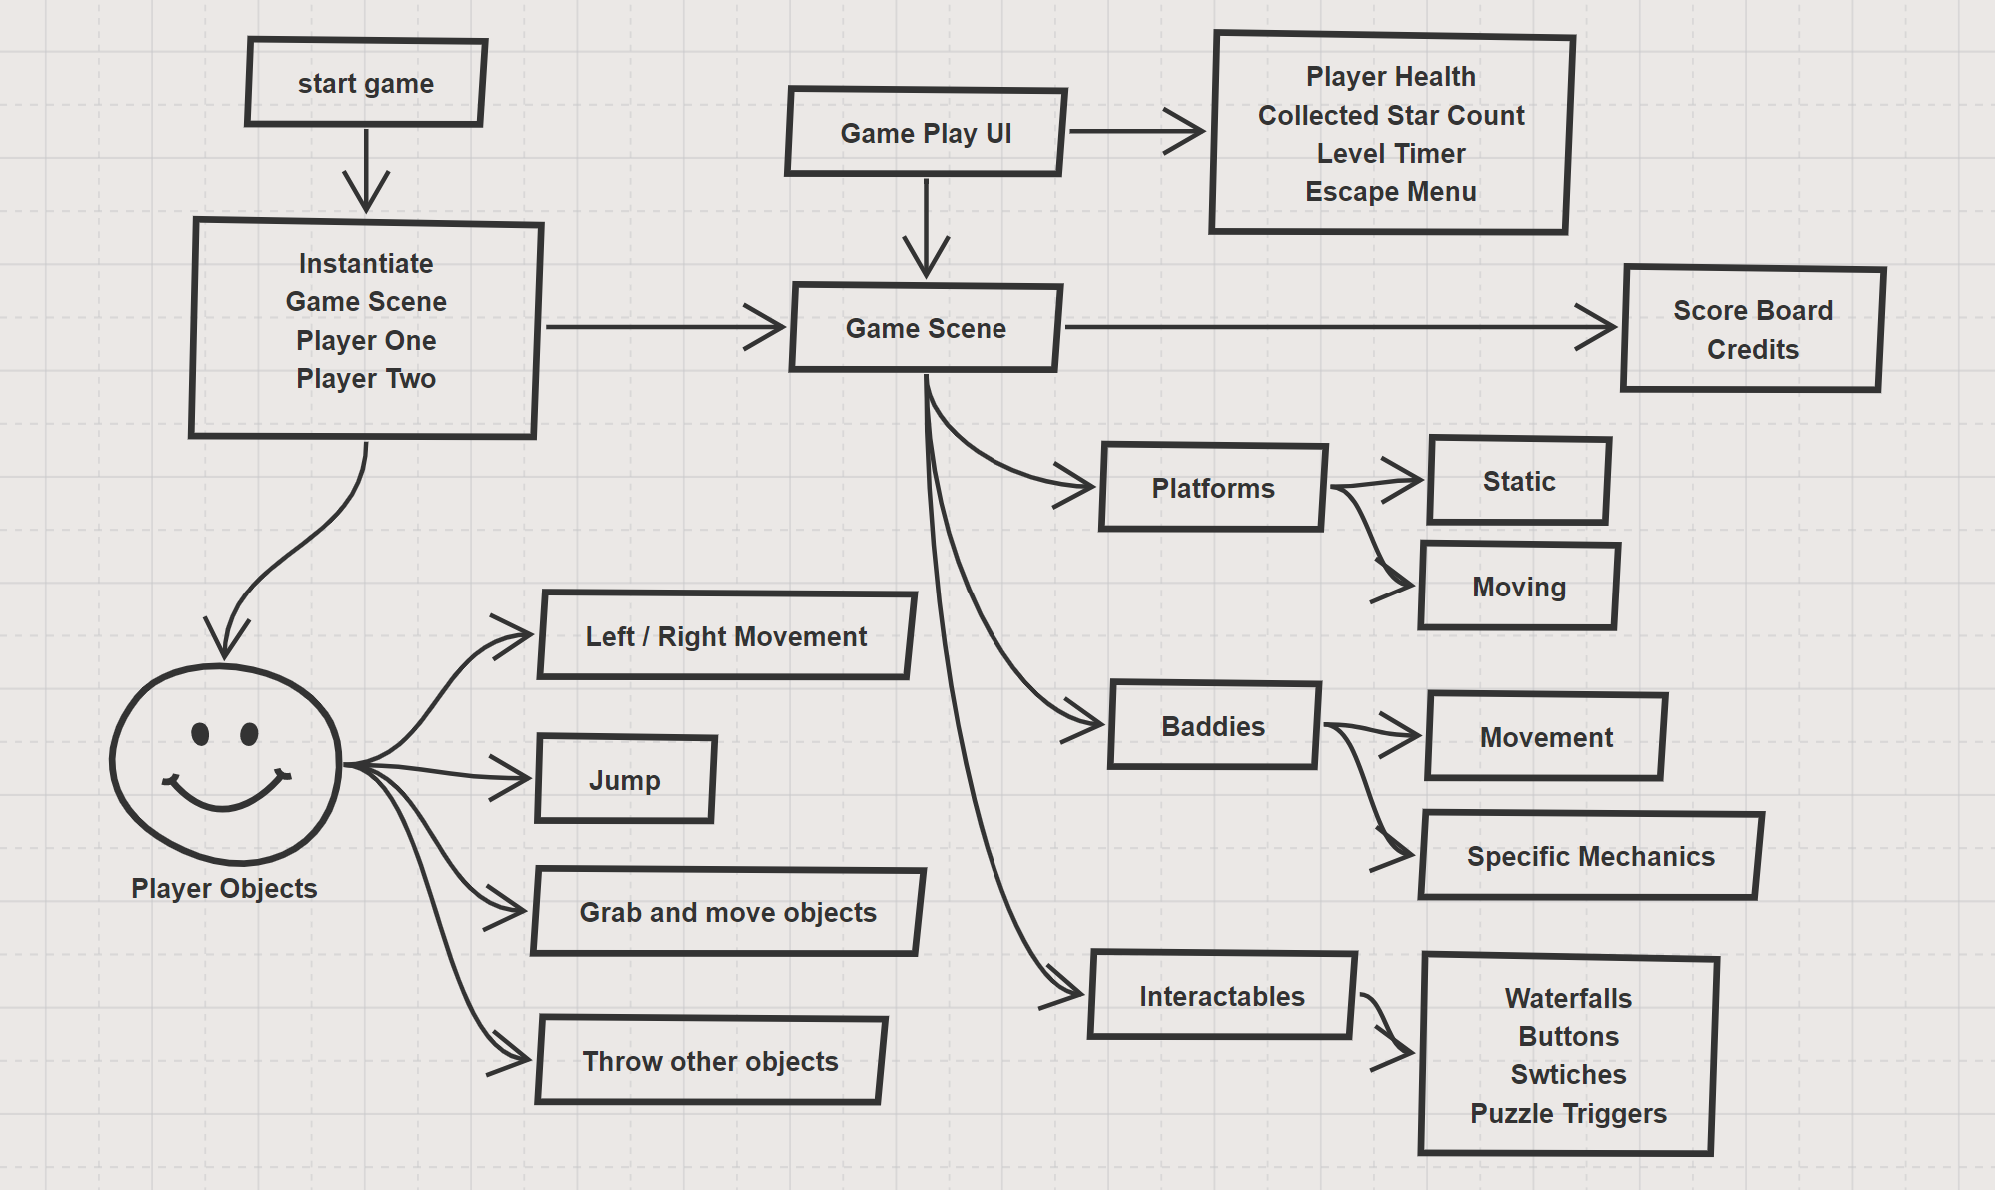 start game
Instantiate
Game Scene
Player One
Player Two
Game Play UI
Player Health
Collected Star Count
Level Timer
Escape Menu
Game Scene
Score Board
Credits
Platforms
Static
Moving
Left / Right Movement
Jump
Grab and move objects
Throw other objects
Player Objects
Baddies
Movement
Specific Mechanics
Interactables
Waterfalls
Buttons
Swtiches
Puzzle Triggers